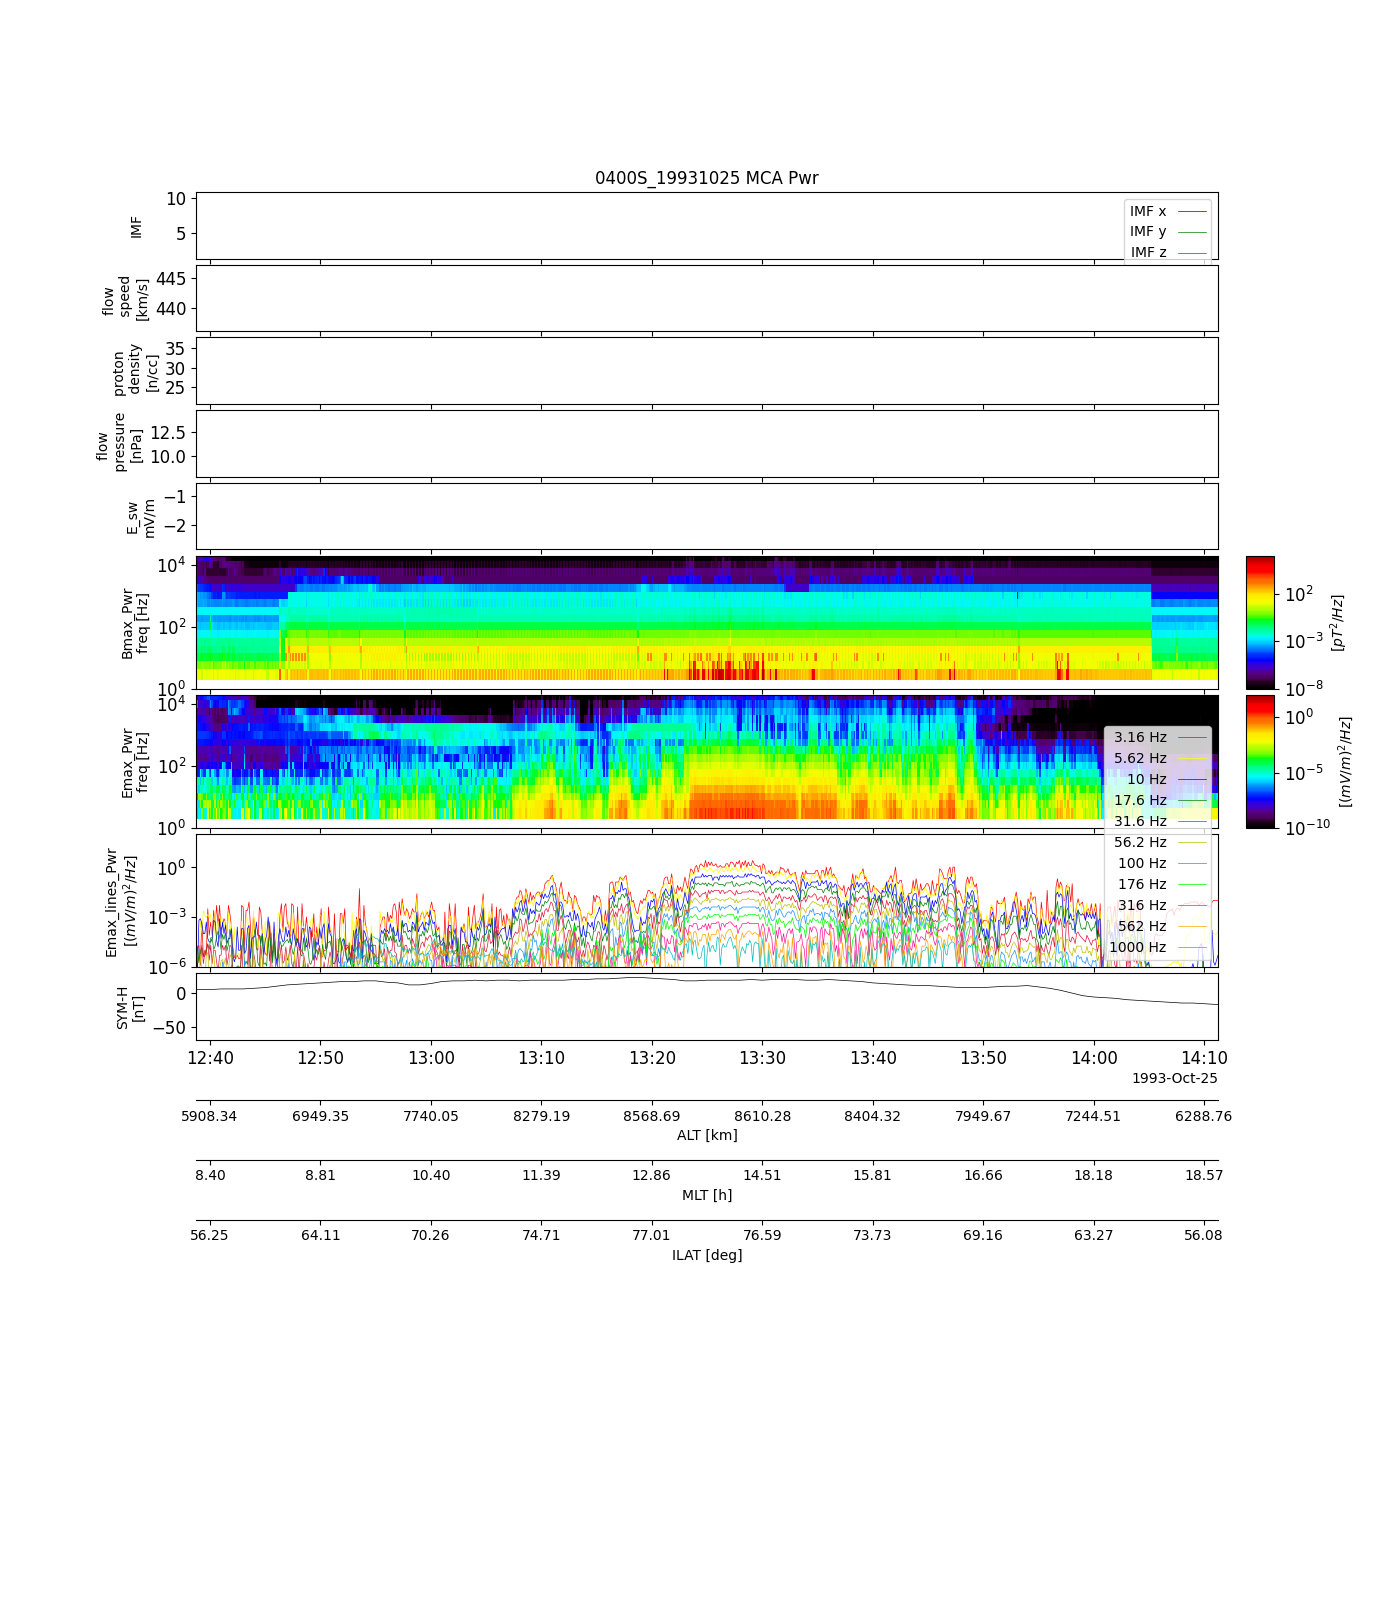 0400S_19931025 MCA Pwr
10
5
IMF
IMF x
IMF y
IMF z
445
440
flow
speed
[km/s]
35
30
25
proton
density
[n/cc]
12.5
10.0
flow
pressure
[nPa]
−1
−2
E_sw
mV/m
10^4
10^2
10^0
Bmax_Pwr
freq [Hz]
10^2
10^−3
10^−8
[pT^2/Hz]
10^4
10^2
10^0
Emax_Pwr
freq [Hz]
10^0
10^−5
10^−10
[(mV/m)^2/Hz]
3.16 Hz
5.62 Hz
10 Hz
17.6 Hz
31.6 Hz
56.2 Hz
100 Hz
176 Hz
316 Hz
562 Hz
1000 Hz
10^0
10^−3
10^−6
Emax_lines_Pwr
[(mV/m)^2/Hz]
0
−50
SYM-H
[nT]
12:40 12:50 13:00 13:10 13:20 13:30 13:40 13:50 14:00 14:10
1993-Oct-25
5908.34 6949.35 7740.05 8279.19 8568.69 8610.28 8404.32 7949.67 7244.51 6288.76
ALT [km]
8.40 8.81 10.40 11.39 12.86 14.51 15.81 16.66 18.18 18.57
MLT [h]
56.25 64.11 70.26 74.71 77.01 76.59 73.73 69.16 63.27 56.08
ILAT [deg]